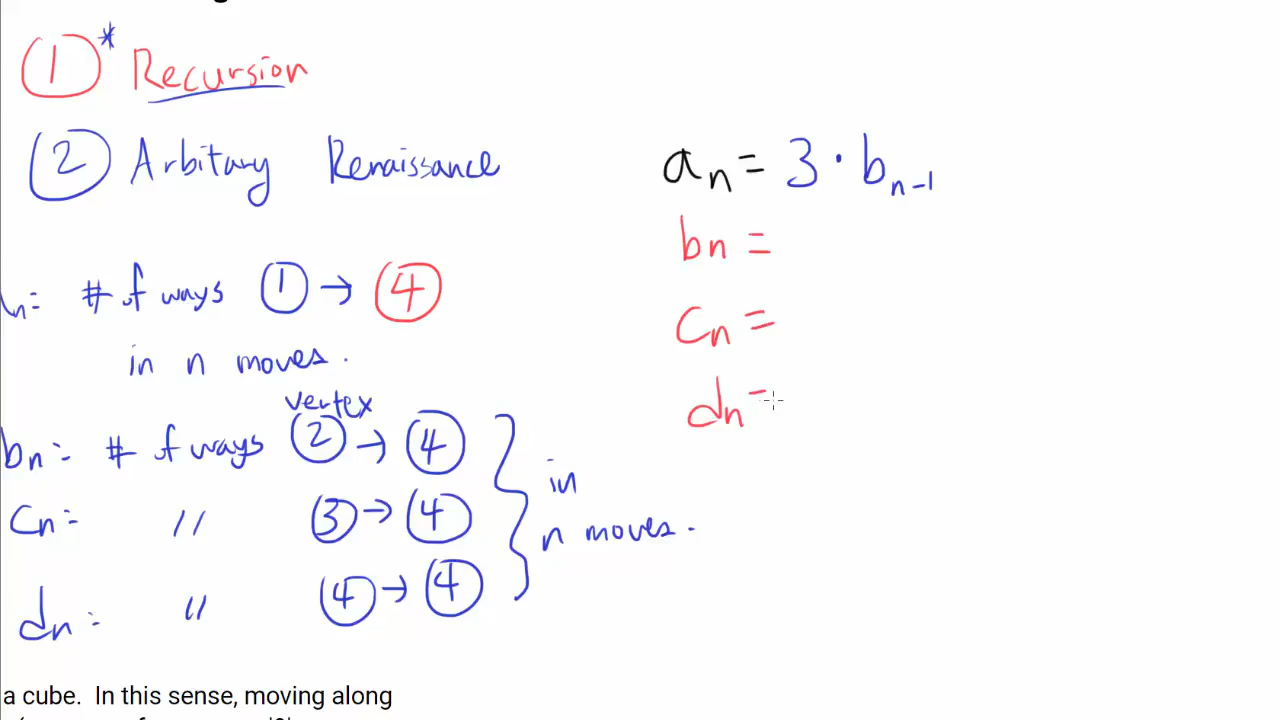 1 * Recursion
2 Arbitary Renaissance
n= # of ways 1 → 4
in n moves.
vertex
bn = # of ways 2 → 4
Cn = // 3 → 4
dn = // 4 → 4
in
n moves.
an = 3 · bn-1
bn =
Cn =
dn =
a cube. In this sense, moving along